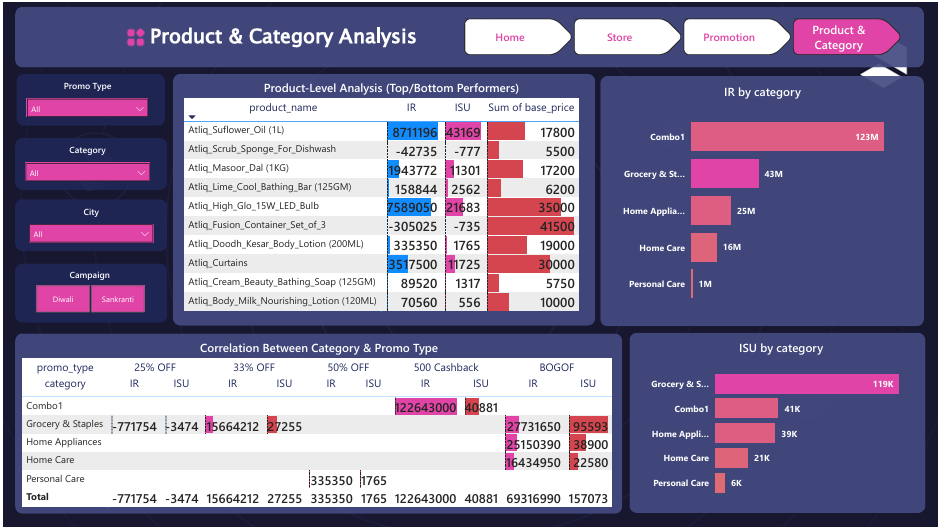 Product & Category Analysis
Home
Store
Promotion
Product &
Category
Promo Type
All
Category
All
City
All
Campaign
Diwali
Sankranti
Product-Level Analysis (Top/Bottom Performers)
product_name IR ISU Sum of base_price
Atliq_Suflower_Oil (1L) 8711196 43169 17800
Atliq_Scrub_Sponge_For_Dishwash -42735 -777 5500
Atliq_Masoor_Dal (1KG) 1943772 11301 17200
Atliq_Lime_Cool_Bathing_Bar (125GM) 158844 2562 6200
Atliq_High_Glo_15W_LED_Bulb 7589050 21683 35000
Atliq_Fusion_Container_Set_of_3 -305025 -735 41500
Atliq_Doodh_Kesar_Body_Lotion (200ML) 335350 1765 19000
Atliq_Curtains 3517500 11725 30000
Atliq_Cream_Beauty_Bathing_Soap (125GM) 89520 1317 5750
Atliq_Body_Milk_Nourishing_Lotion (120ML) 70560 556 10000
IR by category
Combo1 123M
Grocery & St... 43M
Home Applia... 25M
Home Care 16M
Personal Care 1M
Correlation Between Category & Promo Type
promo_type 25% OFF 33% OFF 50% OFF 500 Cashback BOGOF
category IR ISU IR ISU IR ISU IR ISU IR ISU
Combo1 122643000 40881
Grocery & Staples -771754 -3474 15664212 27255 27731650 95593
Home Appliances 25150390 38900
Home Care 16434950 22580
Personal Care 335350 1765
Total -771754 -3474 15664212 27255 335350 1765 122643000 40881 69316990 157073
ISU by category
Grocery & S... 119K
Combo1 41K
Home Appli... 39K
Home Care 21K
Personal Care 6K